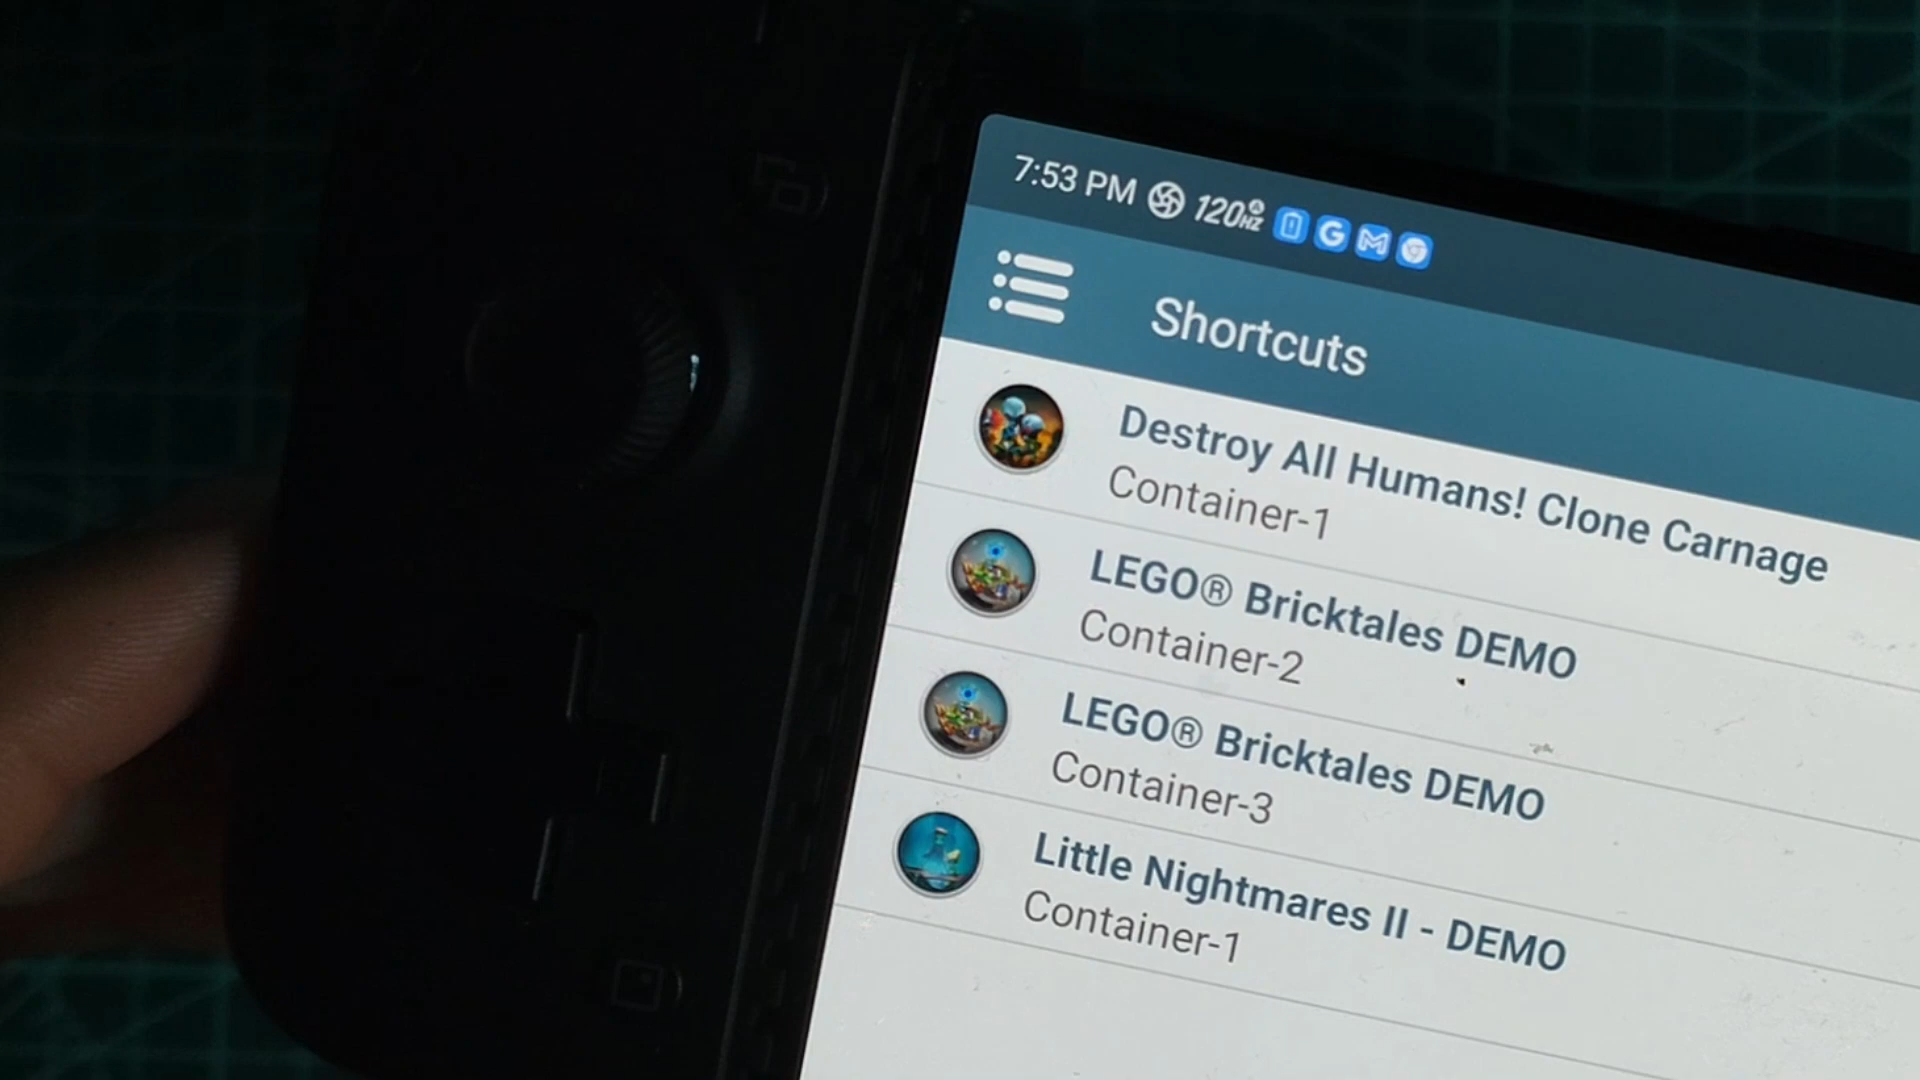 7:53 PM 120HZ G M
Shortcuts
Destroy All Humans! Clone Carnage
Container-1
LEGO® Bricktales DEMO
Container-2
LEGO® Bricktales DEMO
Container-3
Little Nightmares II - DEMO
Container-1